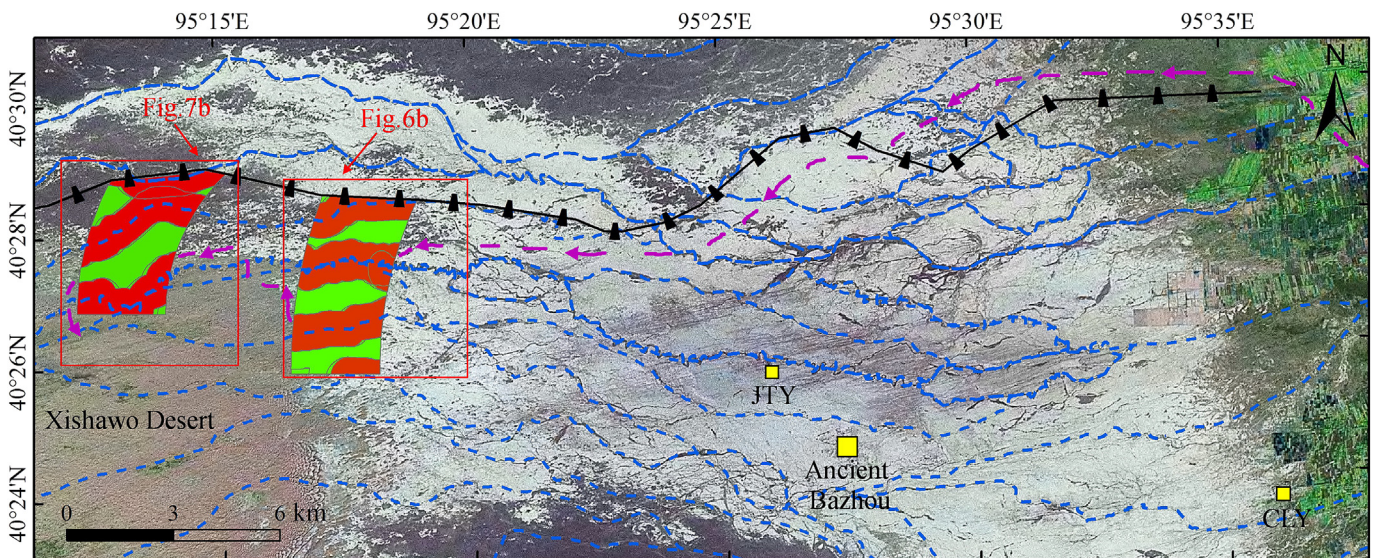 95°15'E
95°20'E
95°25'E
95°30'E
95°35'E
40°30'N
40°28'N
40°26'N
40°24'N
N
Fig.7b
Fig.6b
JTY
Xishawo Desert
Ancient
Bazhou
CLY
0
3
6 km